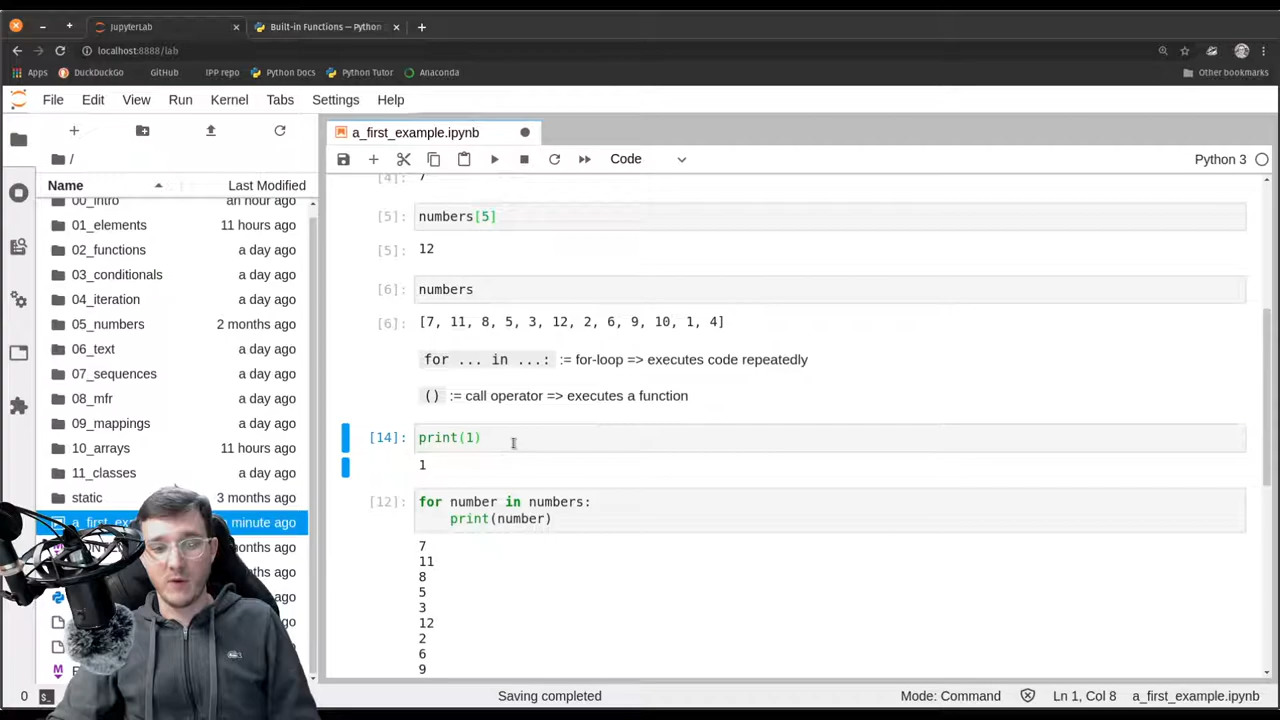 JupyterLab
Built-in Functions — Python
localhost:8888/lab
Apps DuckDuckGo GitHub IPP repo Python Docs Python Tutor Anaconda Other bookmarks
File Edit View Run Kernel Tabs Settings Help
a_first_example.ipynb
/
Code Python 3
Name Last Modified
00_intro an hour ago
01_elements 11 hours ago
02_functions a day ago
03_conditionals a day ago
04_iteration a day ago
05_numbers 2 months ago
06_text a day ago
07_sequences a day ago
08_mfr a day ago
09_mappings a day ago
10_arrays 11 hours ago
11_classes a day ago
static 3 months ago
minute ago
ago
ago
ago
ago
ago
[4]: 7
[5]: numbers[5]
[5]: 12
[6]: numbers
[6]: [7, 11, 8, 5, 3, 12, 2, 6, 9, 10, 1, 4]
for ... in ...: := for-loop => executes code repeatedly
() := call operator => executes a function
[14]: print(1)
1
[12]: for number in numbers:
print(number)
7
11
8
5
3
12
2
6
9
0 Saving completed Mode: Command Ln 1, Col 8 a_first_example.ipynb